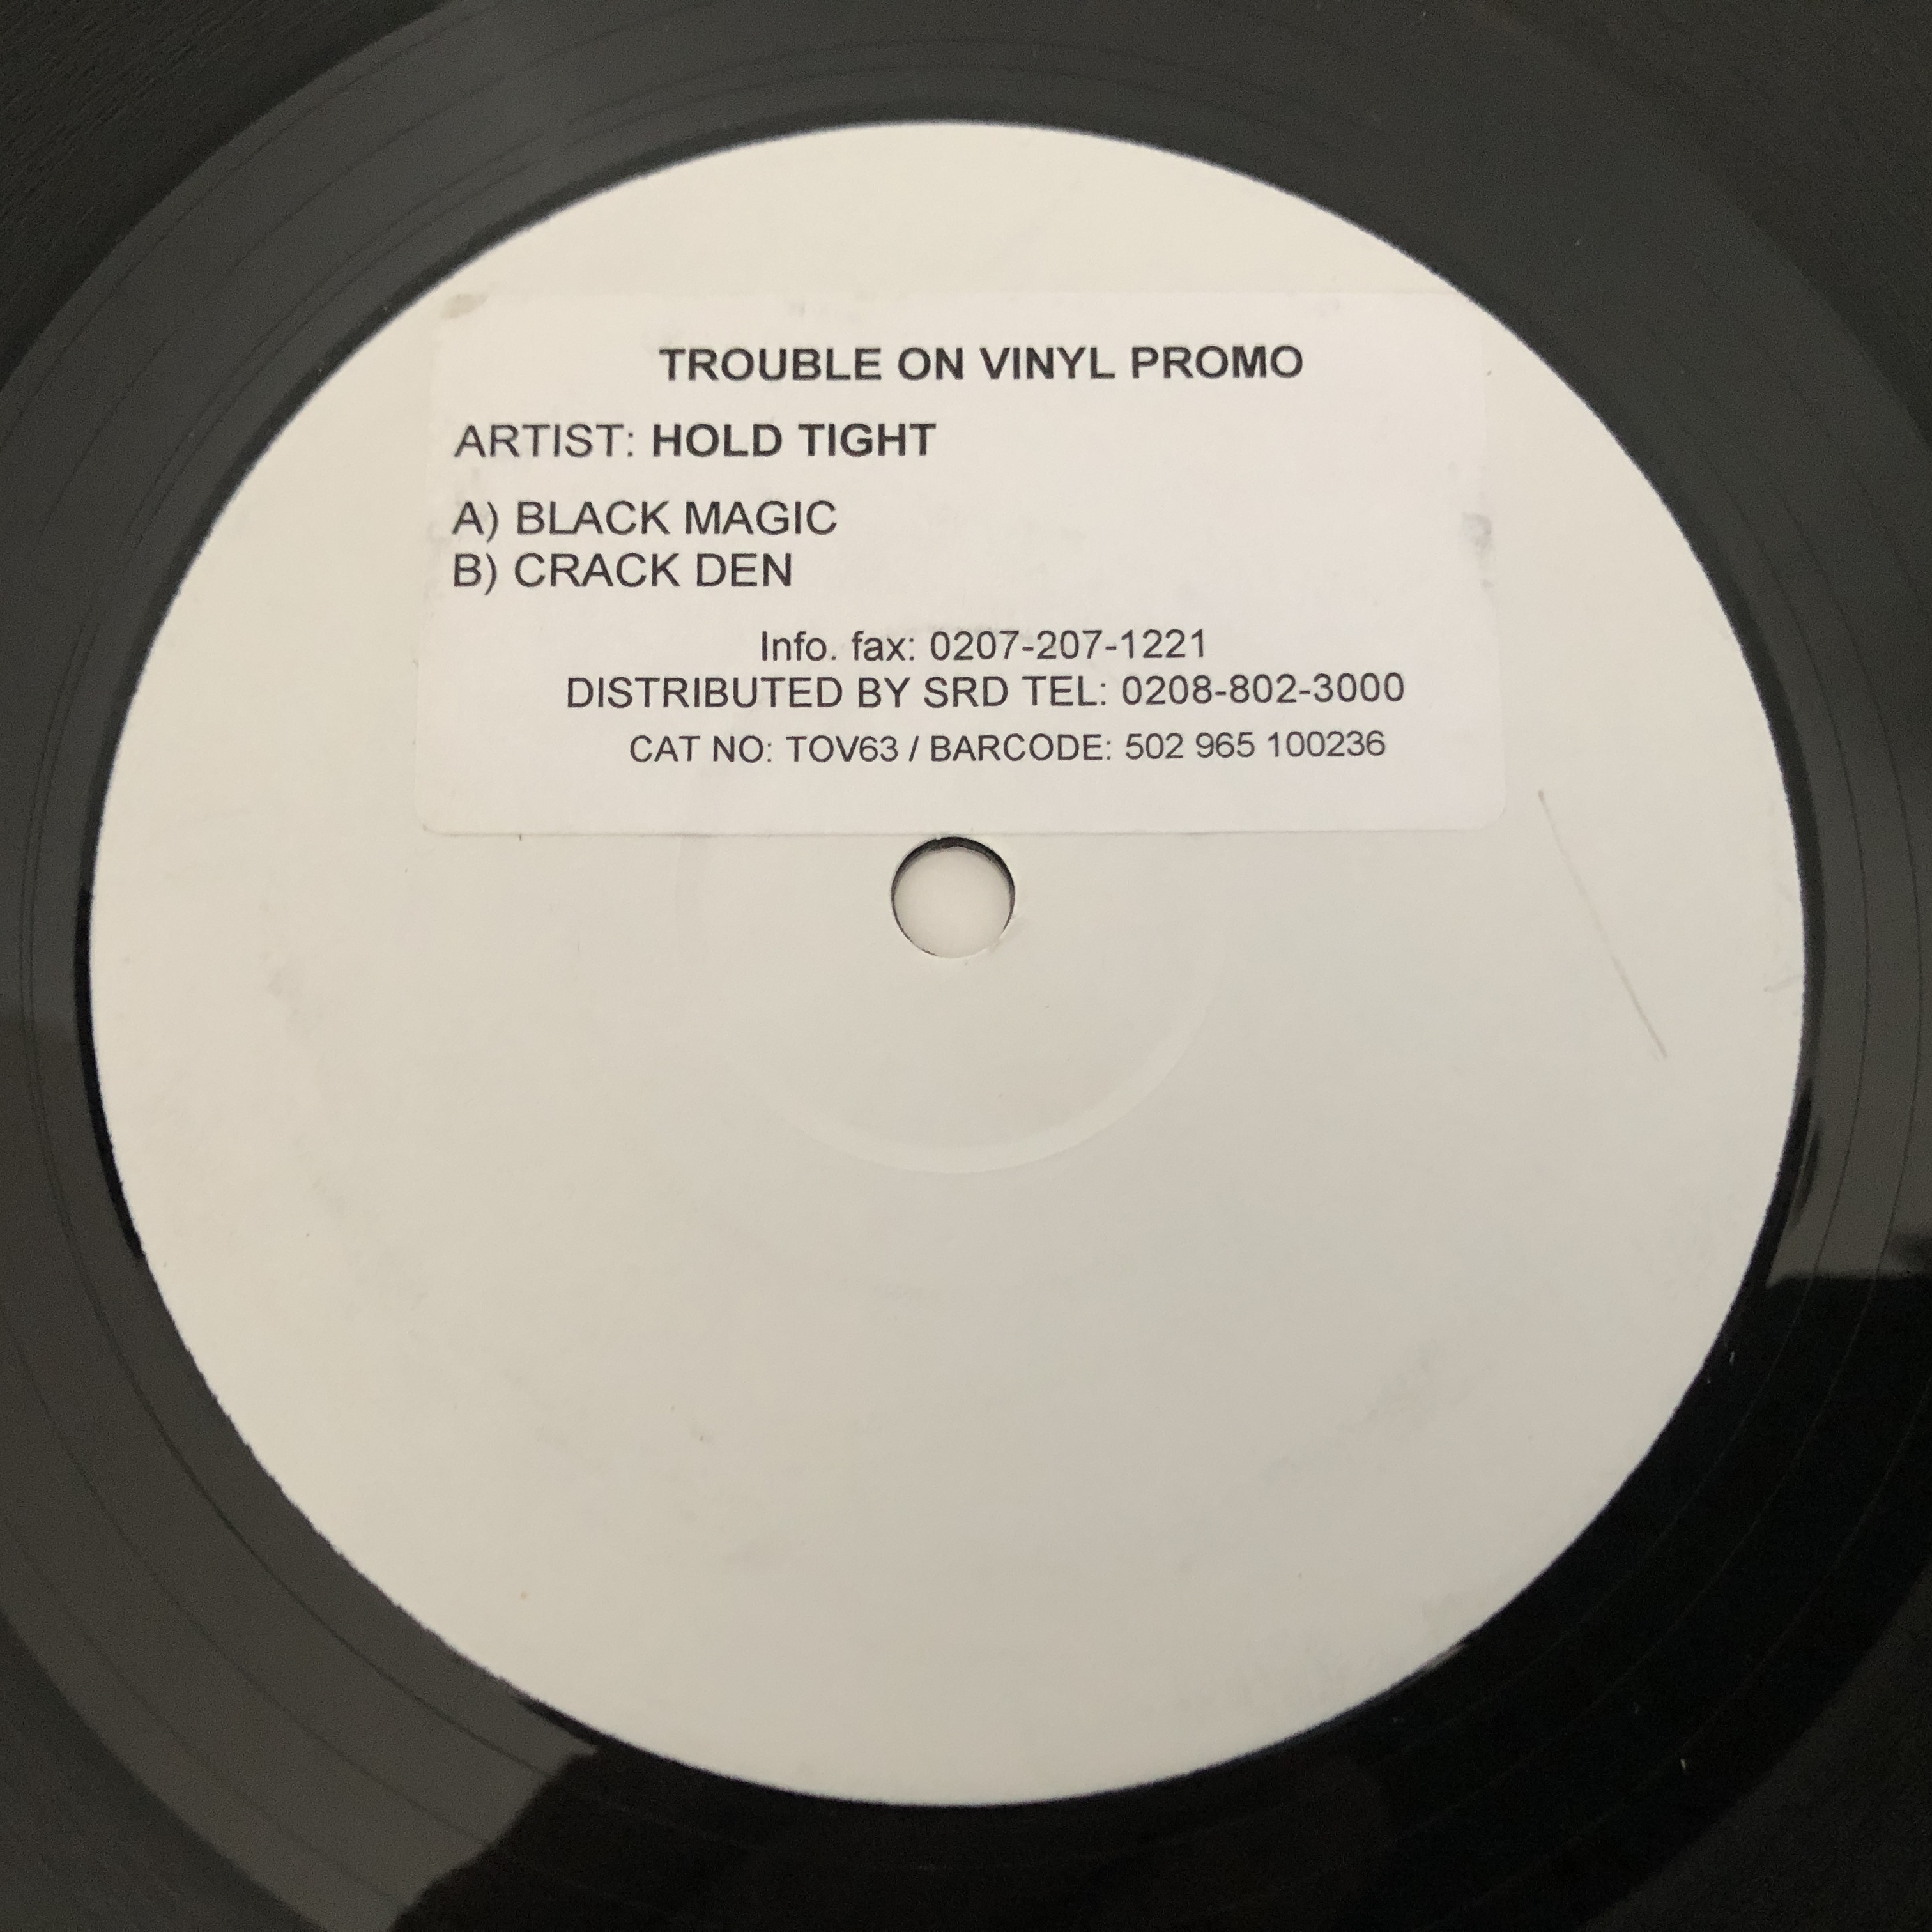 TROUBLE ON VINYL PROMO
ARTIST: HOLD TIGHT
A) BLACK MAGIC
B) CRACK DEN
Info. fax: 0207-207-1221
DISTRIBUTED BY SRD TEL: 0208-802-3000
CAT NO: TOV63 / BARCODE: 502 965 100236